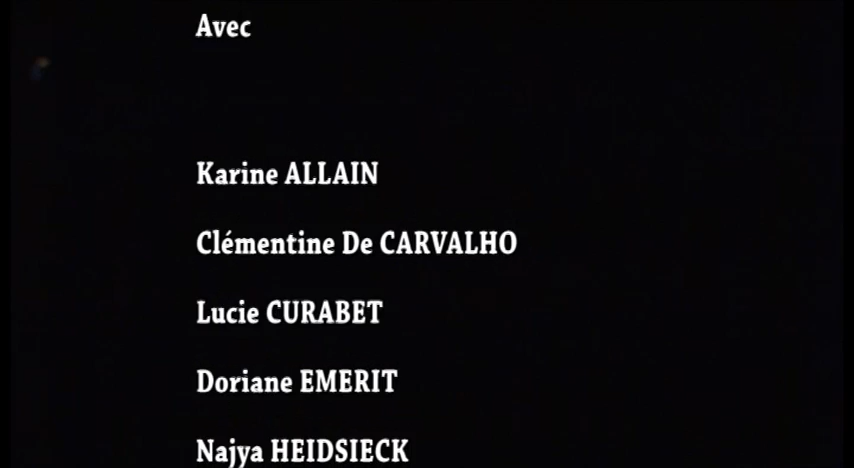 Avec
Karine ALLAIN
Clémentine De CARVALHO
Lucie CURABET
Doriane EMERIT
Najya HEIDSIECK